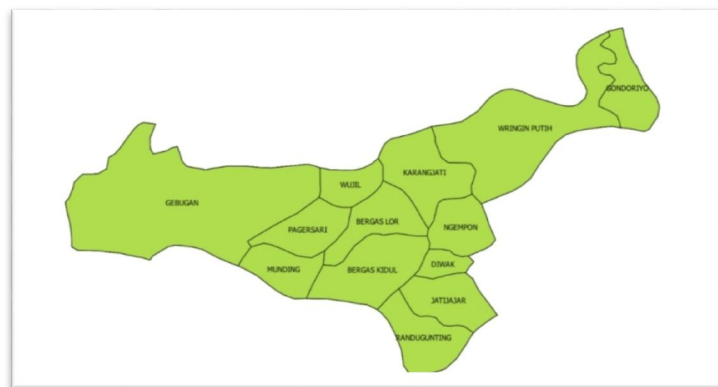 GONDORIYO
WRINGIN PUTIH
KARANGJATI
WUJIL
GEBUGAN
BERGAS LOR
PAGERSARI
NGEMPON
DIWAK
MUNDING
BERGAS KIDUL
JATIJAJAR
RANDUGUNTING